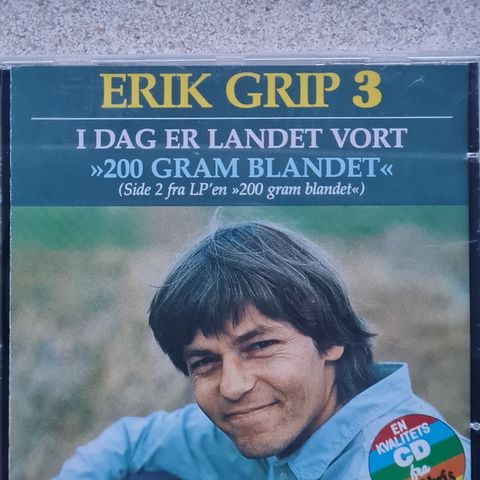 ERIK GRIP 3
I DAG ER LANDET VORT
»200 GRAM BLANDET«
(Side 2 fra LP'en »200 gram blandet«)
EN
KVALITETS
CD
fra